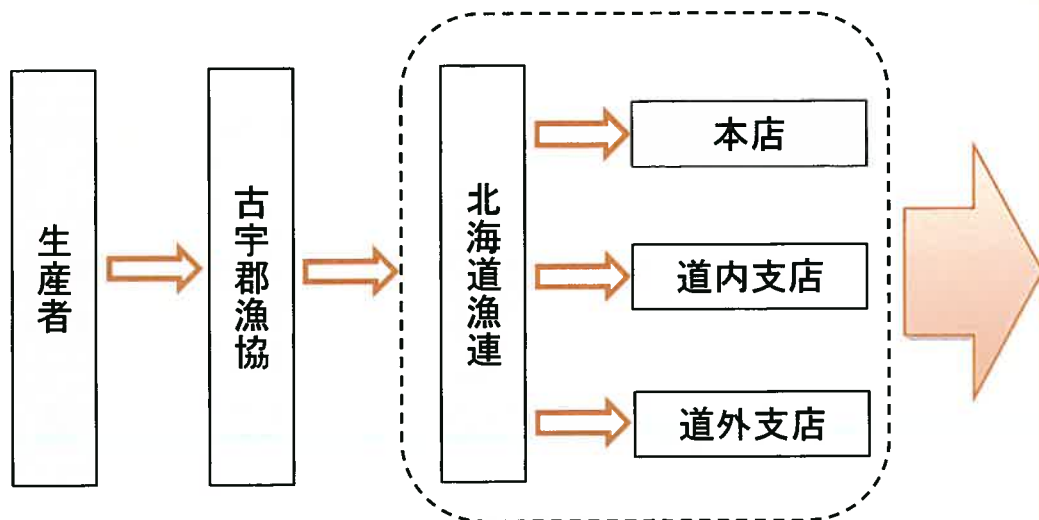 生産者
古宇郡漁協
北海道漁連
本店
道内支店
道外支店